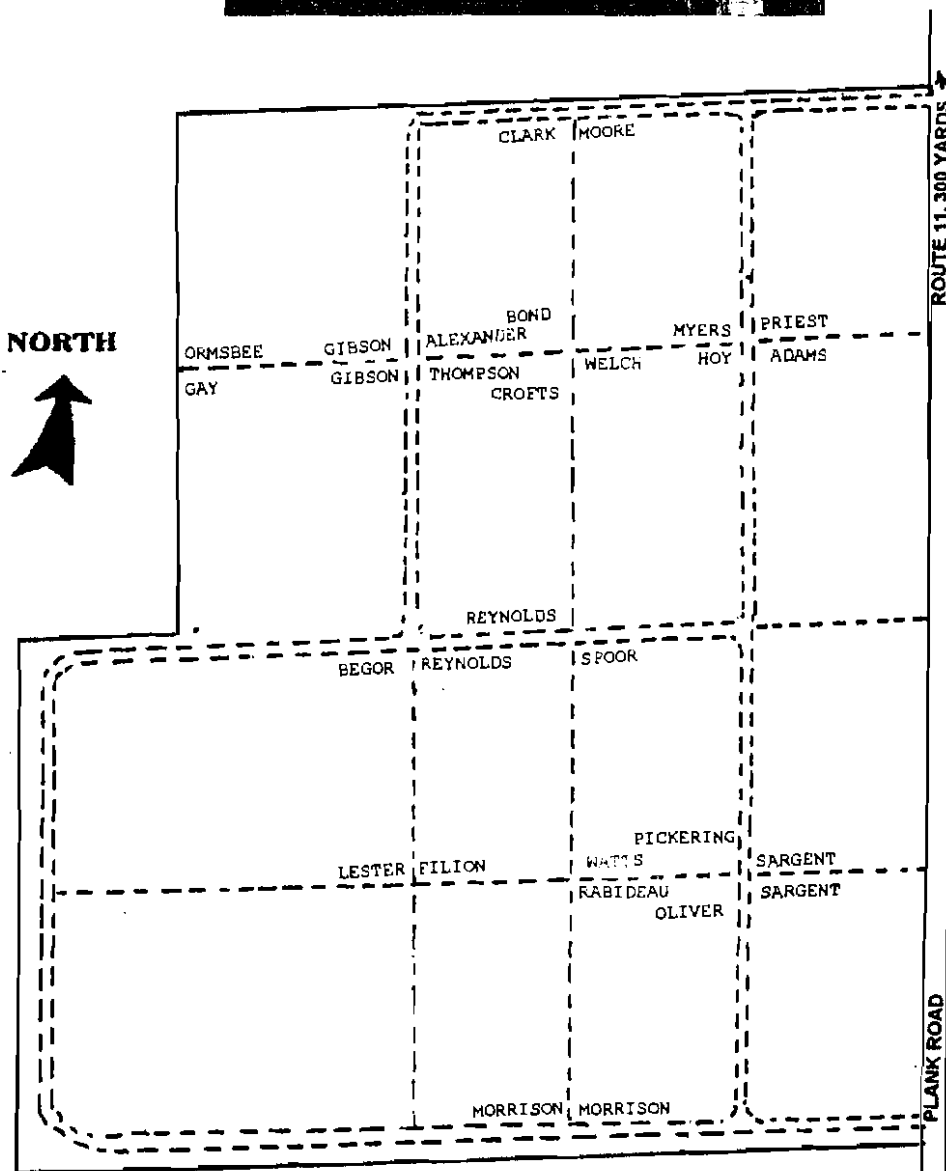 CLARK MOORE
ROUTE 11, 300 YARDS
NORTH
BOND
ORMSBEE GIBSON ALEXANDER MYERS PRIEST
GAY GIBSON THOMPSON WELCH HOY ADAMS
CROFTS
REYNOLDS
BEGOR REYNOLDS SPOOR
PICKERING
LESTER FILION WATTS SARGENT
RABIDEAU SARGENT
OLIVER
PLANK ROAD
MORRISON MORRISON